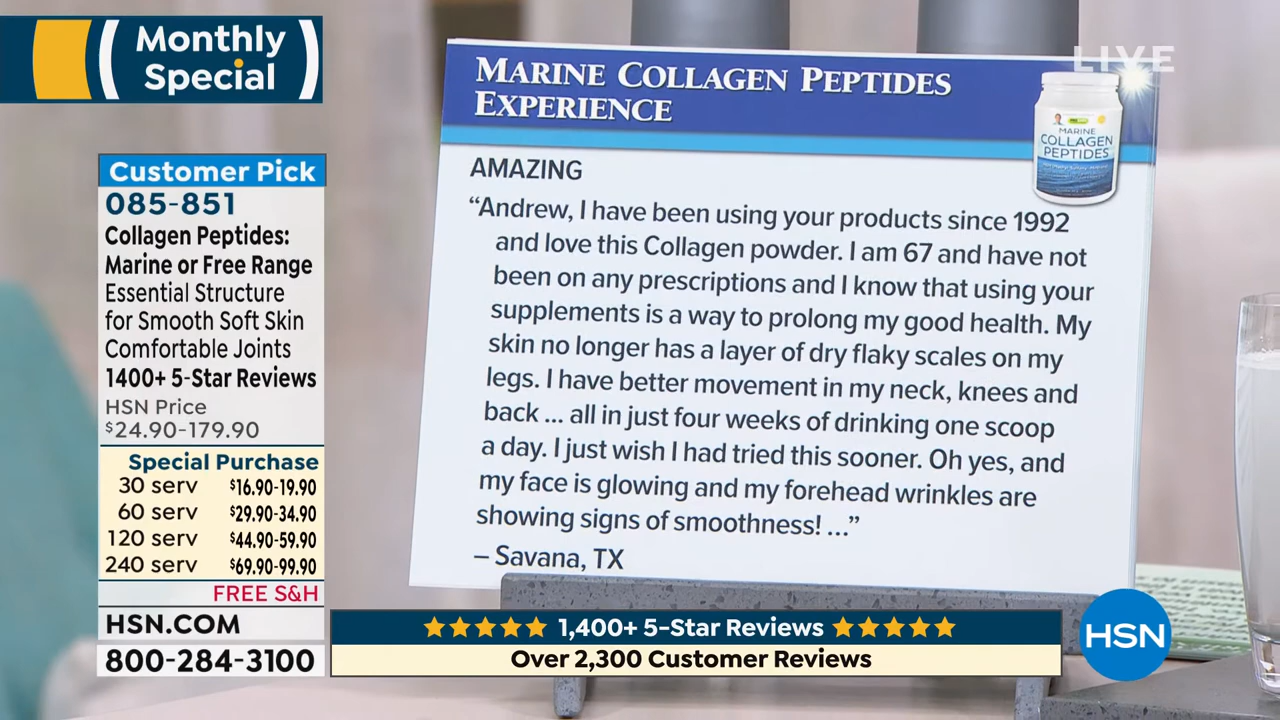 Monthly
Special
LIVE
Customer Pick
085-851
Collagen Peptides:
Marine or Free Range
Essential Structure
for Smooth Soft Skin
Comfortable Joints
1400+ 5-Star Reviews
HSN Price
$24.90-179.90
Special Purchase
30 serv $16.90-19.90
60 serv $29.90-34.90
120 serv $44.90-59.90
240 serv $69.90-99.90
FREE S&H
HSN.COM
800-284-3100
MARINE COLLAGEN PEPTIDES
EXPERIENCE
MARINE
COLLAGEN
PEPTIDES
AMAZING
“Andrew, I have been using your products since 1992
and love this Collagen powder. I am 67 and have not
been on any prescriptions and I know that using your
supplements is a way to prolong my good health. My
skin no longer has a layer of dry flaky scales on my
legs. I have better movement in my neck, knees and
back ... all in just four weeks of drinking one scoop
a day. I just wish I had tried this sooner. Oh yes, and
my face is glowing and my forehead wrinkles are
showing signs of smoothness! ...”
– Savana, TX
1,400+ 5-Star Reviews
Over 2,300 Customer Reviews
HSN